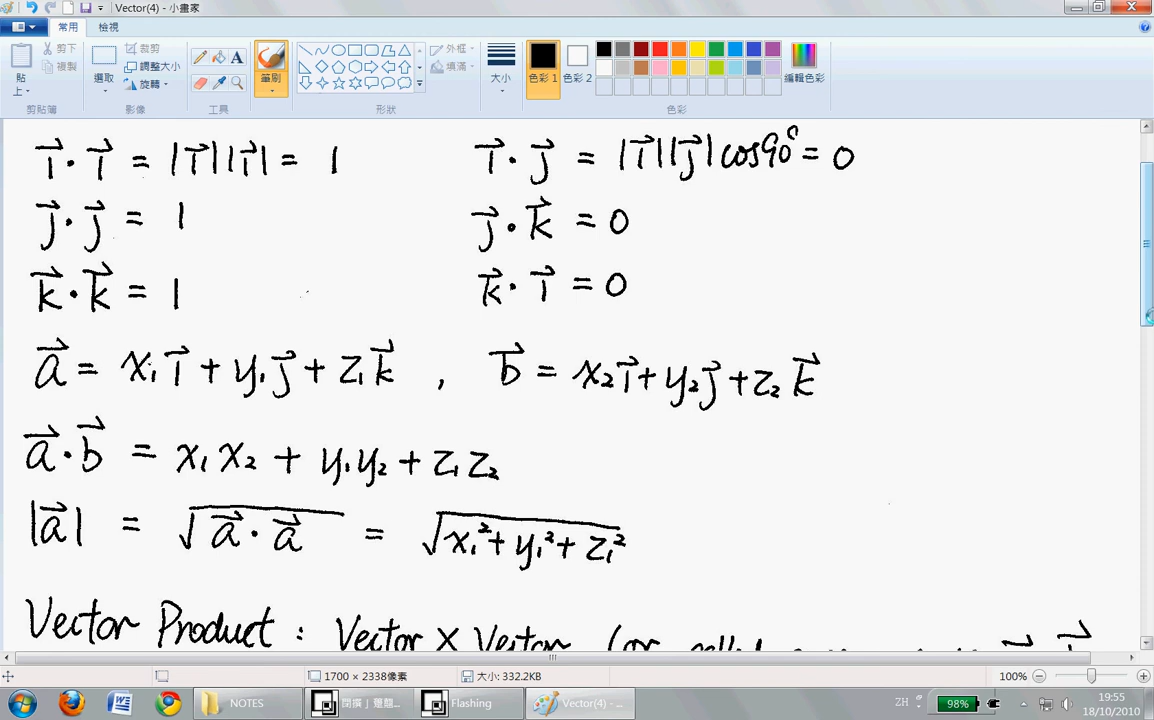 Vector(4) - 小畫家
常用 檢視
貼上 剪下 複製 剪貼簿
選取 裁剪 調整大小 旋轉 影像
A 工具
筆刷
外框 填滿 圖案
大小
色彩 1 色彩 2 編輯色彩 色彩
i⃗ · i⃗ = |i⃗||i⃗| = 1 i⃗ · j⃗ = |i⃗||j⃗| cos90° = 0
j⃗ · j⃗ = 1 j⃗ · k⃗ = 0
k⃗ · k⃗ = 1 k⃗ · i⃗ = 0
a⃗ = x₁i⃗ + y₁j⃗ + z₁k⃗ , b⃗ = x₂i⃗ + y₂j⃗ + z₂k⃗
a⃗ · b⃗ = x₁x₂ + y₁y₂ + z₁z₂
|a⃗| = √(a⃗ · a⃗) = √(x₁² + y₁² + z₁²)
Vector Product : Vector × Vector (or called
1700 × 2338像素 大小: 332.2KB 100%
NOTES Flashing Vector(4) - ... ZH 98% 19:55
18/10/2010